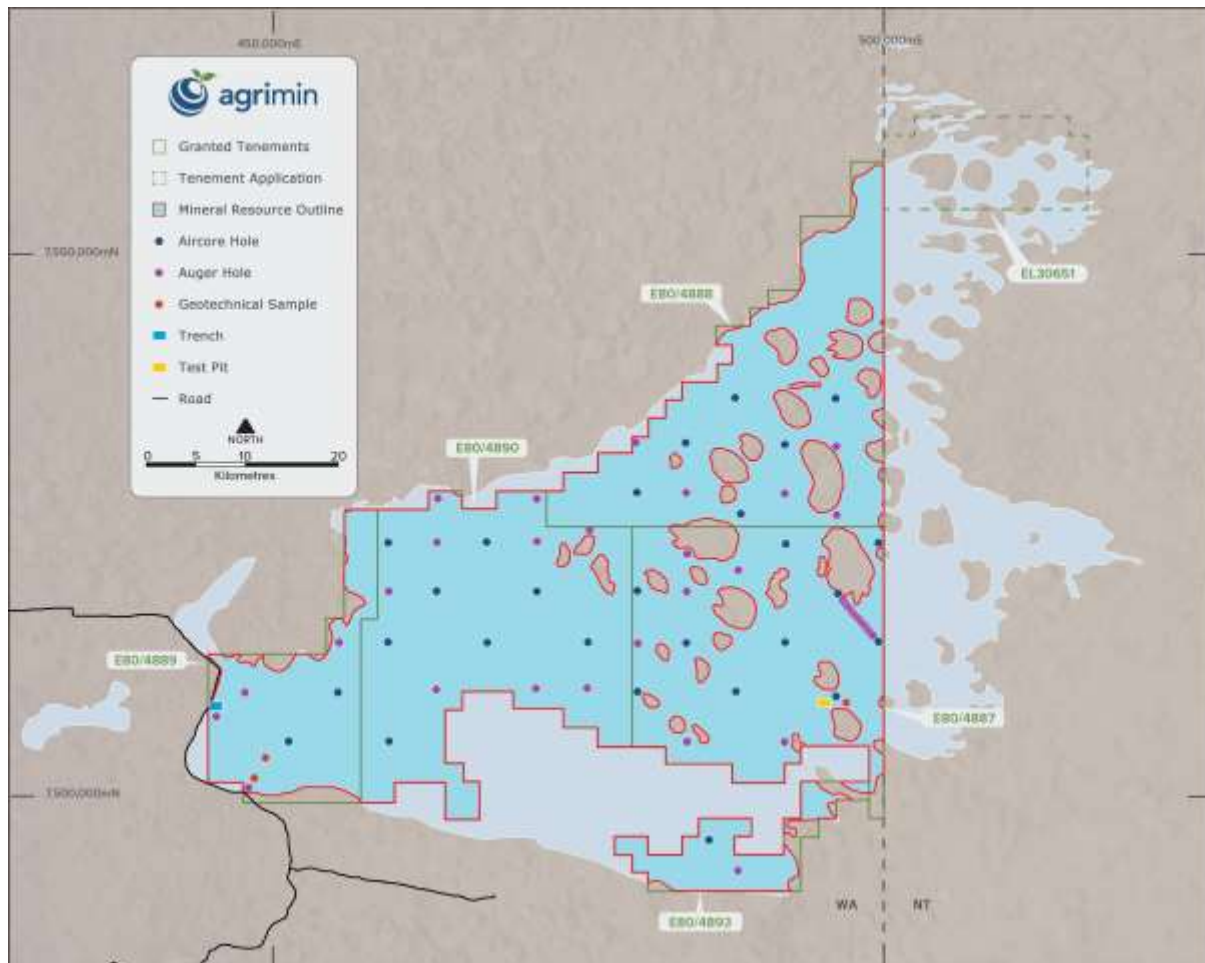 450,000mE
500,000mE
agrimin
Granted Tenements
Tenement Application
Mineral Resource Outline
Aircore Hole
Auger Hole
Geotechnical Sample
Trench
Test Pit
Road
NORTH
0 5 10 20
Kilometres
7,550,000mN
EL30651
E80/4888
E80/4890
E80/4889
E80/4887
7,500,000mN
WA
NT
E80/4893